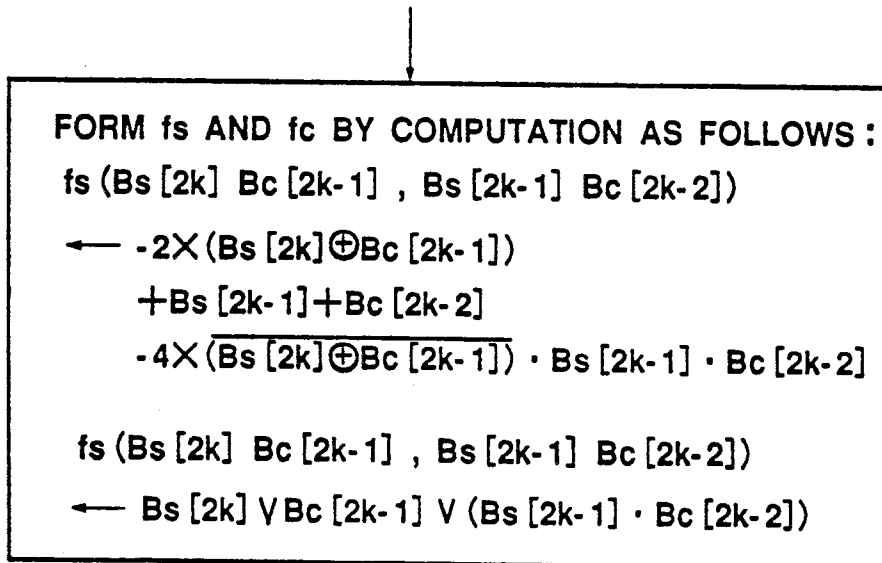 FORM fs AND fc BY COMPUTATION AS FOLLOWS :
fs (Bs [2k] Bc [2k-1] , Bs [2k-1] Bc [2k-2])
← -2×(Bs [2k]⊕Bc [2k-1])
+Bs [2k-1]+Bc [2k-2]
-4×(\overline{Bs [2k]⊕Bc [2k-1]}) · Bs [2k-1] · Bc [2k-2]
fs (Bs [2k] Bc [2k-1] , Bs [2k-1] Bc [2k-2])
← Bs [2k] ∨ Bc [2k-1] ∨ (Bs [2k-1] · Bc [2k-2])